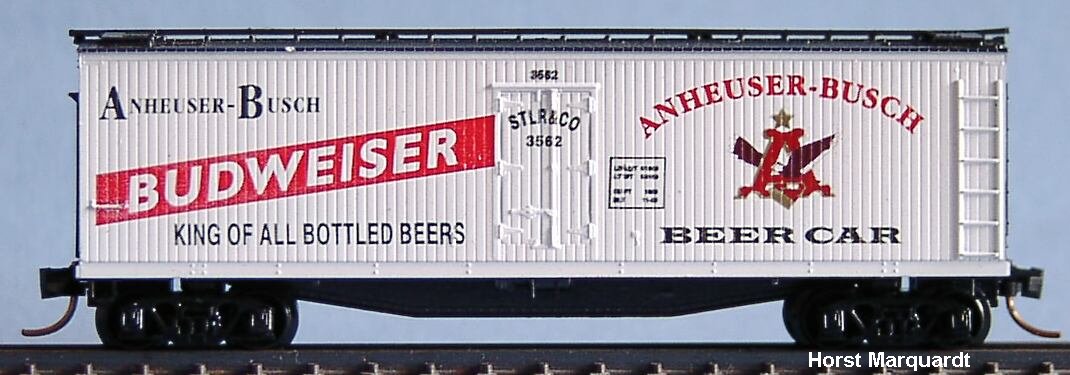 3562
ANHEUSER-BUSCH
BUDWEISER
KING OF ALL BOTTLED BEERS
STLR&CO
3562
ANHEUSER-BUSCH
A
BEER CAR
Horst Marquardt